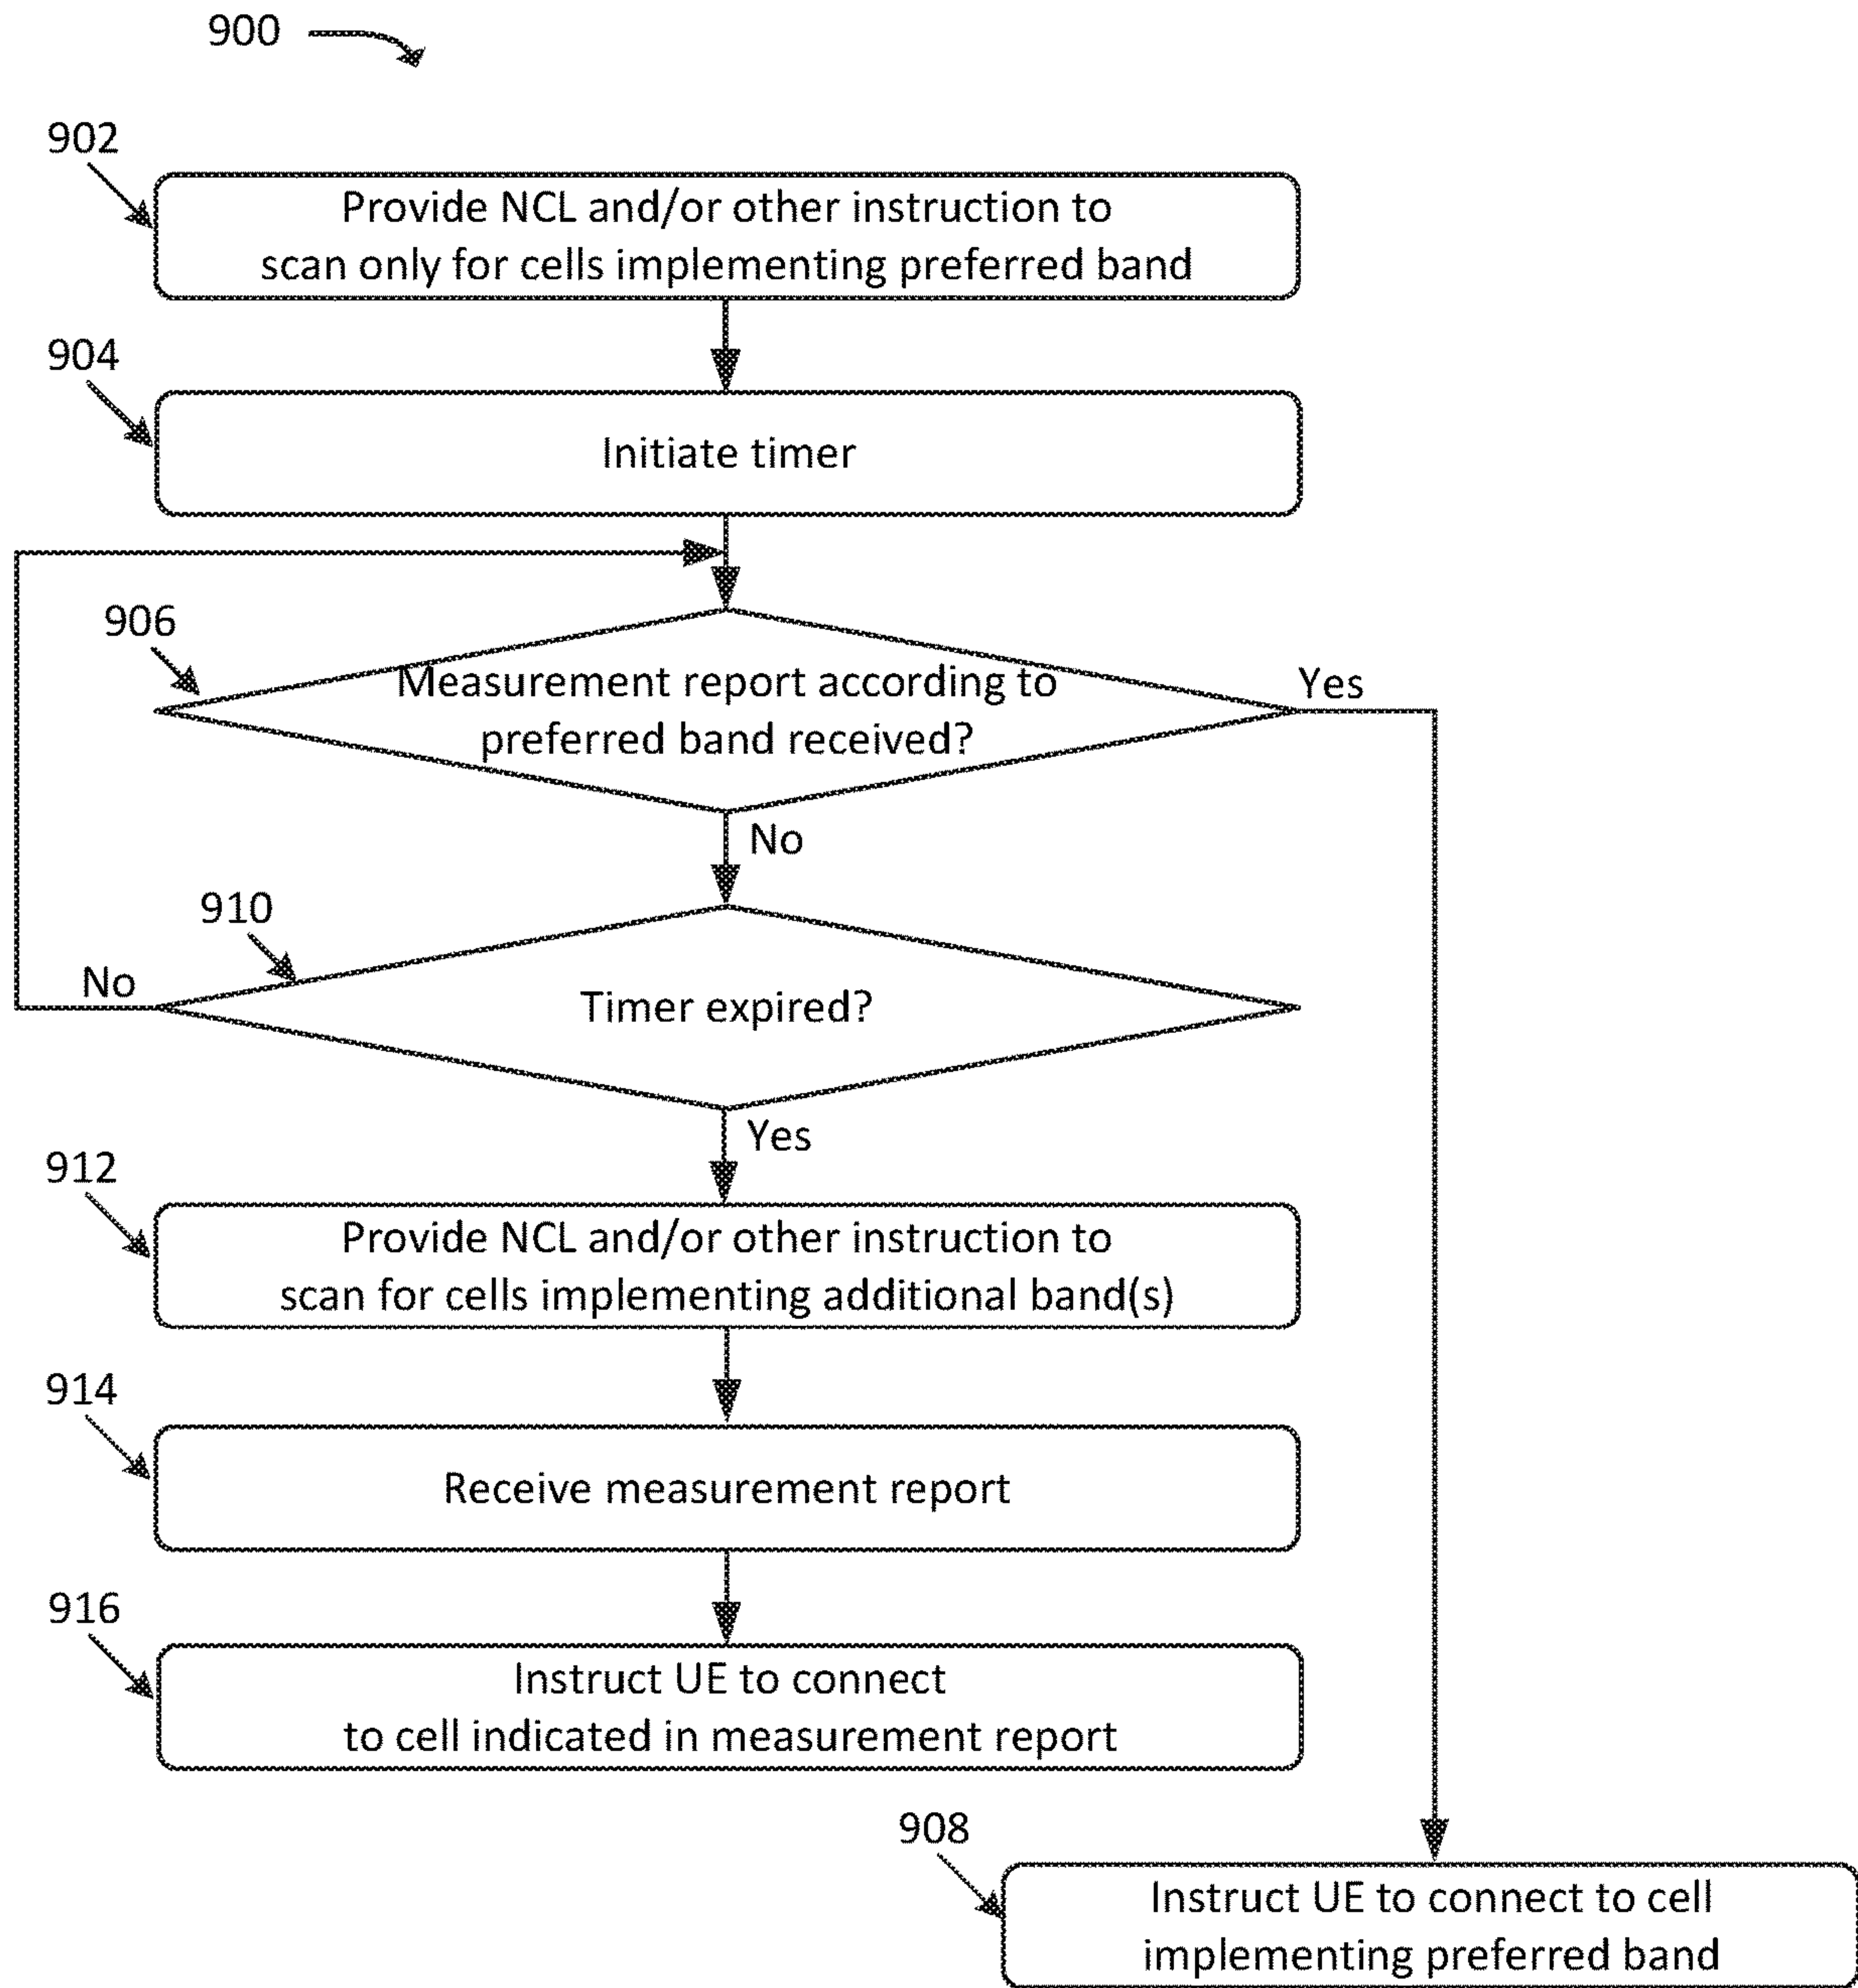 900
902
Provide NCL and/or other instruction to
scan only for cells implementing preferred band
904
Initiate timer
906
Measurement report according to
preferred band received?
Yes
No
910
No
Timer expired?
Yes
912
Provide NCL and/or other instruction to
scan for cells implementing additional band(s)
914
Receive measurement report
916
Instruct UE to connect
to cell indicated in measurement report
908
Instruct UE to connect to cell
implementing preferred band